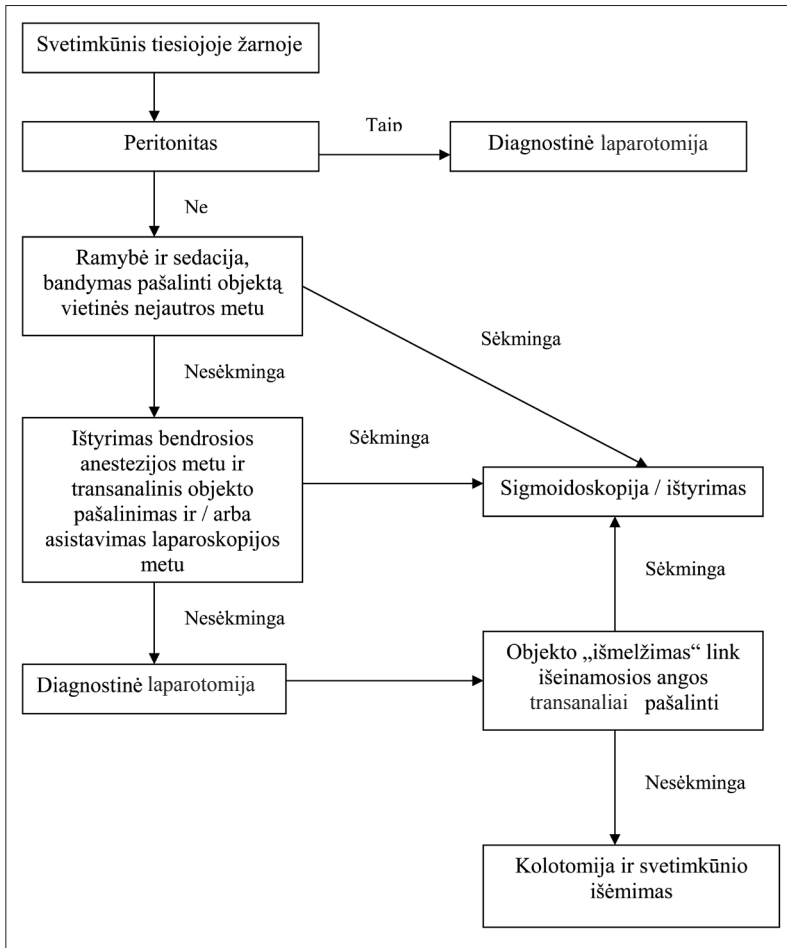 Svetimkūnis tiesiojoje žarnoje
Peritonitas
Taip
Diagnostinė laparotomija
Ne
Ramybė ir sedacija,
bandymas pašalinti objektą
vietinės nejautros metu
Sėkminga
Nesėkminga
Ištyrimas bendrosios
anestezijos metu ir
transanalinis objekto
pašalinimas ir / arba
asistavimas laparoskopijos
metu
Sėkminga
Sigmoidoskopija / ištyrimas
Nesėkminga
Sėkminga
Diagnostinė laparotomija
Objekto „išmelžimas“ link
išeinamosios angos
transanaliai pašalinti
Nesėkminga
Kolotomija ir svetimkūnio
išėmimas